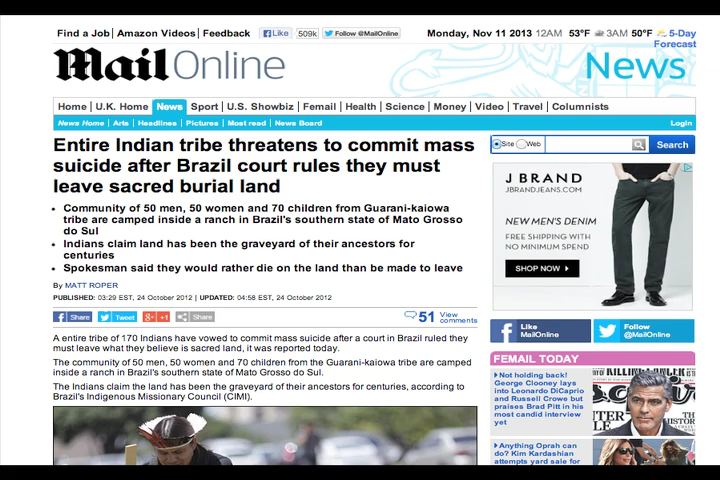 Find a Job | Amazon Videos | Feedback Like 509k Follow @MailOnline Monday, Nov 11 2013 12AM 53°F 3AM 50°F 5-Day Forecast
Mail Online News
Home | U.K. Home | News | Sport | U.S. Showbiz | Femail | Health | Science | Money | Video | Travel | Columnists
News Home | Arts | Headlines | Pictures | Most read | News Board Login
Entire Indian tribe threatens to commit mass
suicide after Brazil court rules they must
leave sacred burial land
• Community of 50 men, 50 women and 70 children from Guarani-kaiowa
tribe are camped inside a ranch in Brazil's southern state of Mato Grosso
do Sul
• Indians claim land has been the graveyard of their ancestors for
centuries
• Spokesman said they would rather die on the land than be made to leave
By MATT ROPER
PUBLISHED: 03:29 EST, 24 October 2012 | UPDATED: 04:58 EST, 24 October 2012
Share Tweet +1 Share 51 View comments
A entire tribe of 170 Indians have vowed to commit mass suicide after a court in Brazil ruled they
must leave what they believe is sacred land, it was reported today.
The community of 50 men, 50 women and 70 children from the Guarani-kaiowa tribe are camped
inside a ranch in Brazil's southern state of Mato Grosso do Sul.
The Indians claim the land has been the graveyard of their ancestors for centuries, according to
Brazil's Indigenous Missionary Council (CIMI).
Site Web Search
J BRAND
JBRANDJEANS.COM
NEW MEN'S DENIM
FREE SHIPPING WITH
NO MINIMUM SPEND
SHOP NOW
Like
MailOnline
Follow
@MailOnline
FEMAIL TODAY
Not holding back!
George Clooney lays
into Leonardo DiCaprio
and Russell Crowe but
praises Brad Pitt in his
most candid interview
yet
Anything Oprah can
do? Kim Kardashian
attempts yard sale for